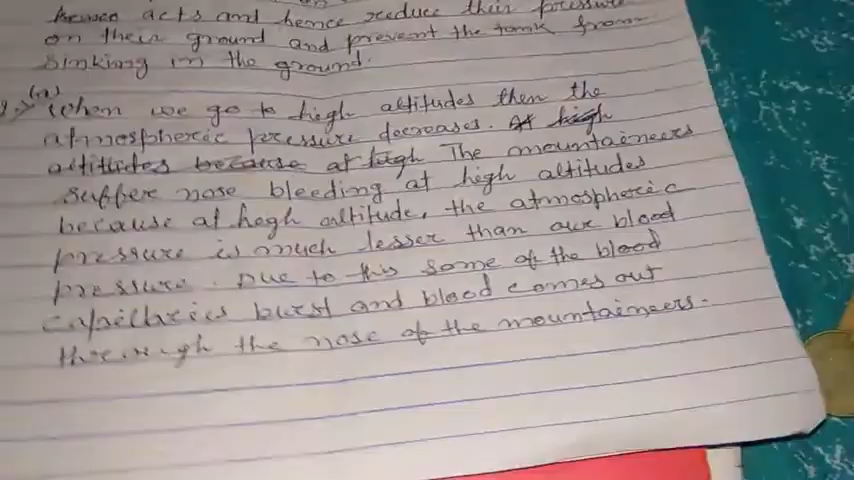 acts and hence reduce their pressure
on their ground and prevent the tank from
sinking in the ground.
(a)
When we go to high altitudes then the
atmospheric pressure decreases. At high
altitudes because at high The mountaineers
suffer nose bleeding at high altitudes
because at high altitude, the atmospheric
pressure is much lesser than our blood
pressure. Due to this some of the blood
capillaries burst and blood comes out
through the nose of the mountaineers.